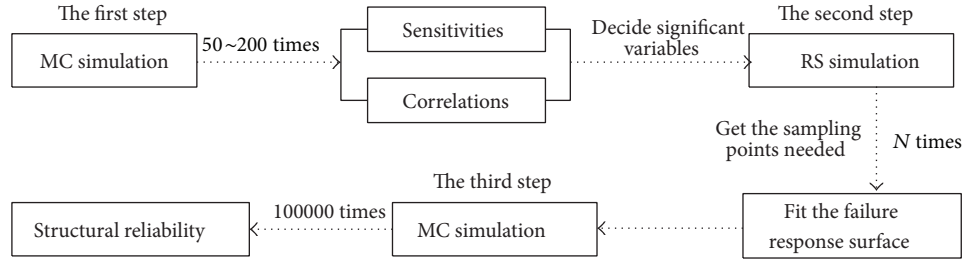 The first step
MC simulation
50~200 times
Sensitivities
Correlations
Decide significant
variables
The second step
RS simulation
Get the sampling
points needed
N times
Fit the failure
response surface
The third step
MC simulation
100000 times
Structural reliability